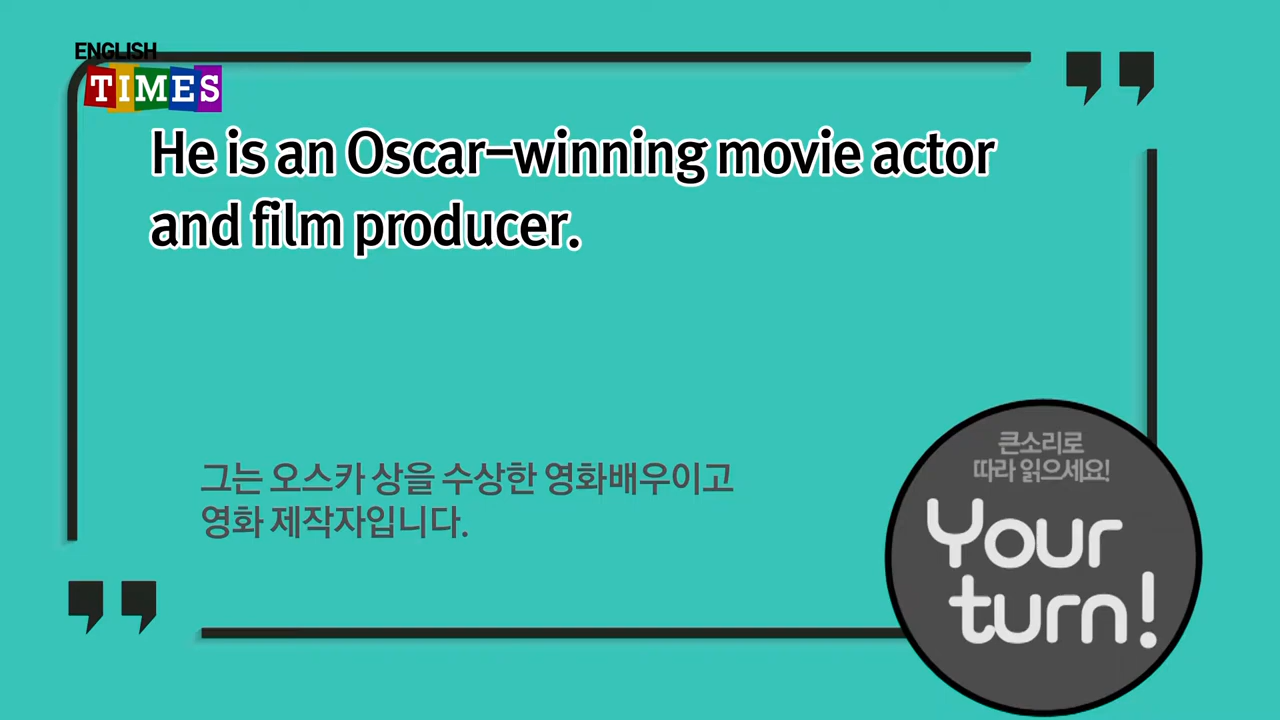 ENGLISH
TIMES
He is an Oscar-winning movie actor
and film producer.
그는 오스카 상을 수상한 영화배우이고
영화 제작자입니다.
큰소리로
따라 읽으세요!
Your
turn!